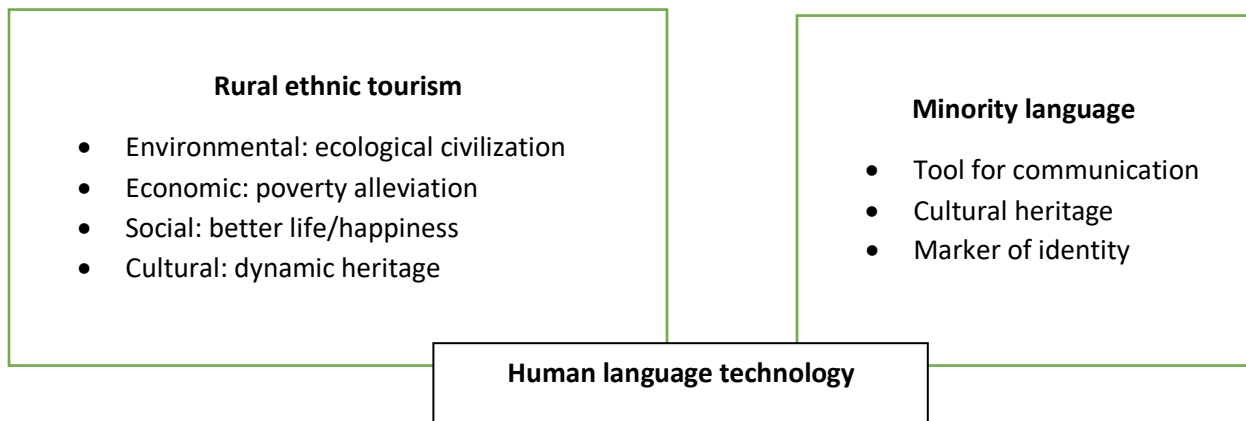 Rural ethnic tourism
• Environmental: ecological civilization
• Economic: poverty alleviation
• Social: better life/happiness
• Cultural: dynamic heritage
Minority language
• Tool for communication
• Cultural heritage
• Marker of identity
Human language technology